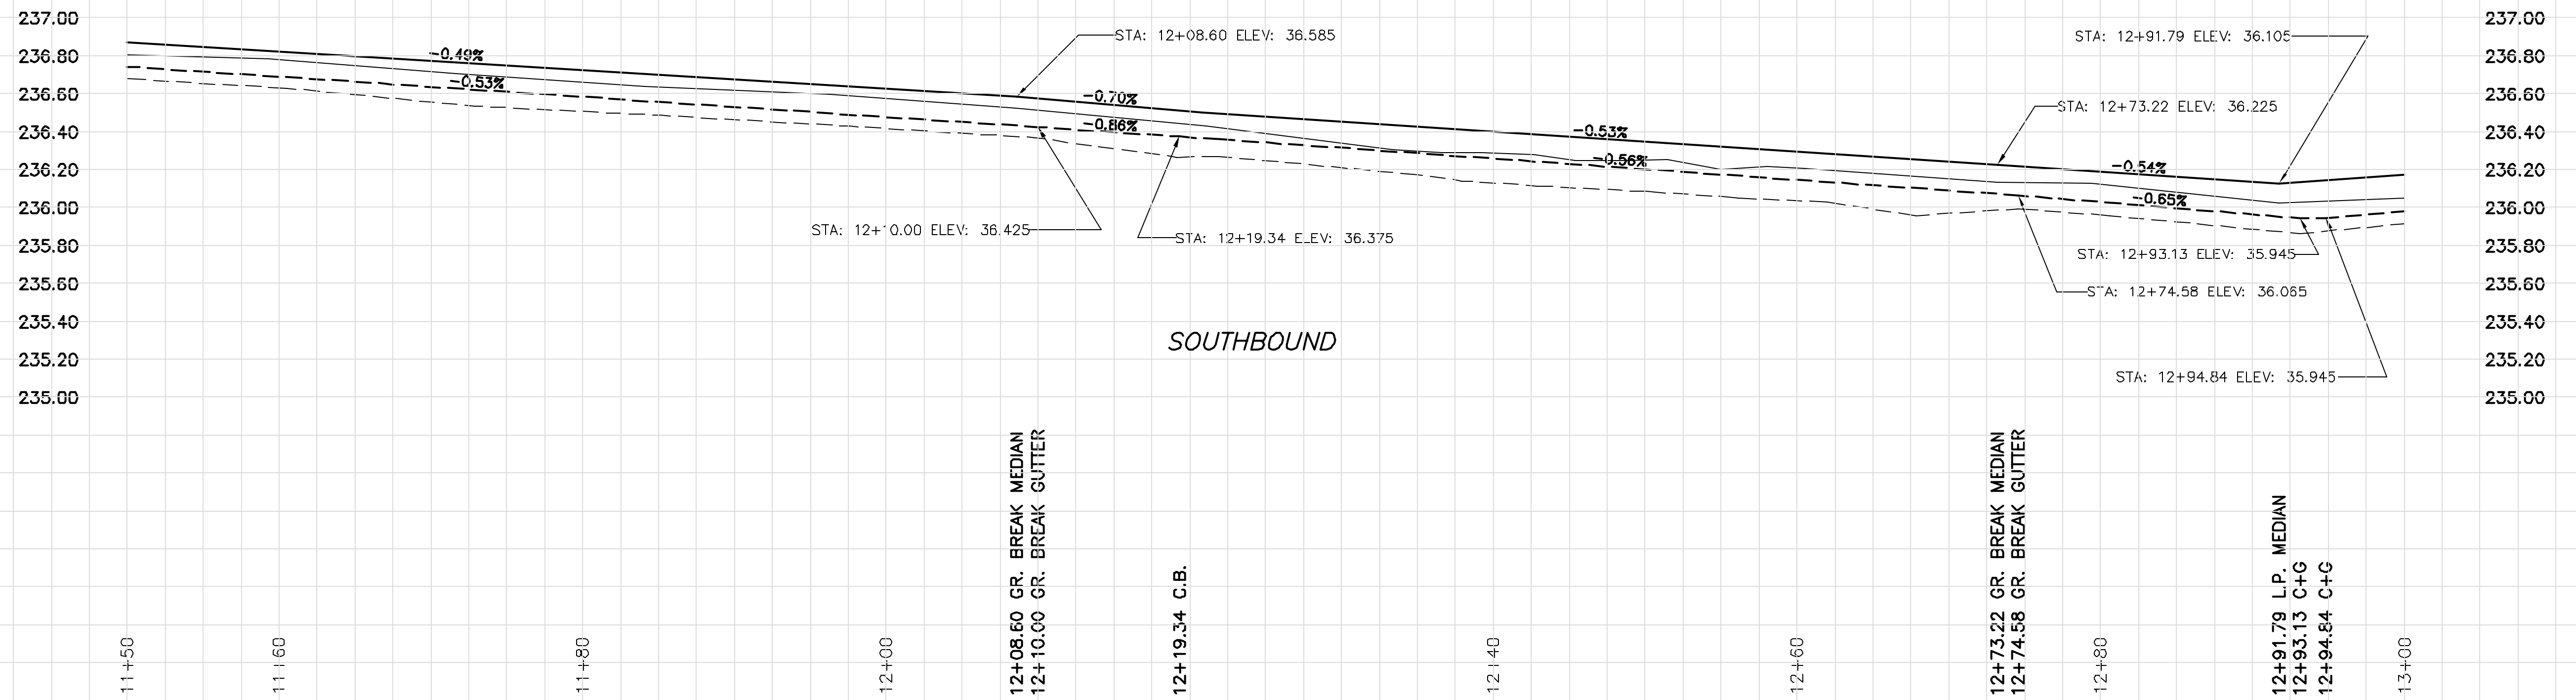 237.00
237.00
STA: 12+08.60 ELEV: 36.585
STA: 12+91.79 ELEV: 36.105
236.80
-0.49%
236.80
-0.53%
236.60
-0.70%
STA: 12+73.22 ELEV: 36.225
236.60
236.40
-0.86%
-0.53%
236.40
-0.56%
-0.54%
236.20
236.20
-0.65%
236.00
236.00
STA: 12+10.00 ELEV: 36.425
STA: 12+19.34 ELEV: 36.375
235.80
STA: 12+93.13 ELEV: 35.945
235.80
235.60
STA: 12+74.58 ELEV: 36.065
235.60
235.40
235.40
SOUTHBOUND
235.20
235.20
STA: 12+94.84 ELEV: 35.945
235.00
235.00
11+50
11+60
11+80
12+00
12+08.60 GR. BREAK MEDIAN
12+10.00 GR. BREAK GUTTER
12+19.34 C.B.
12+40
12+60
12+73.22 GR. BREAK MEDIAN
12+74.58 GR. BREAK GUTTER
12+80
12+91.79 L.P. MEDIAN
12+93.13 C+G
12+94.84 C+G
13+00